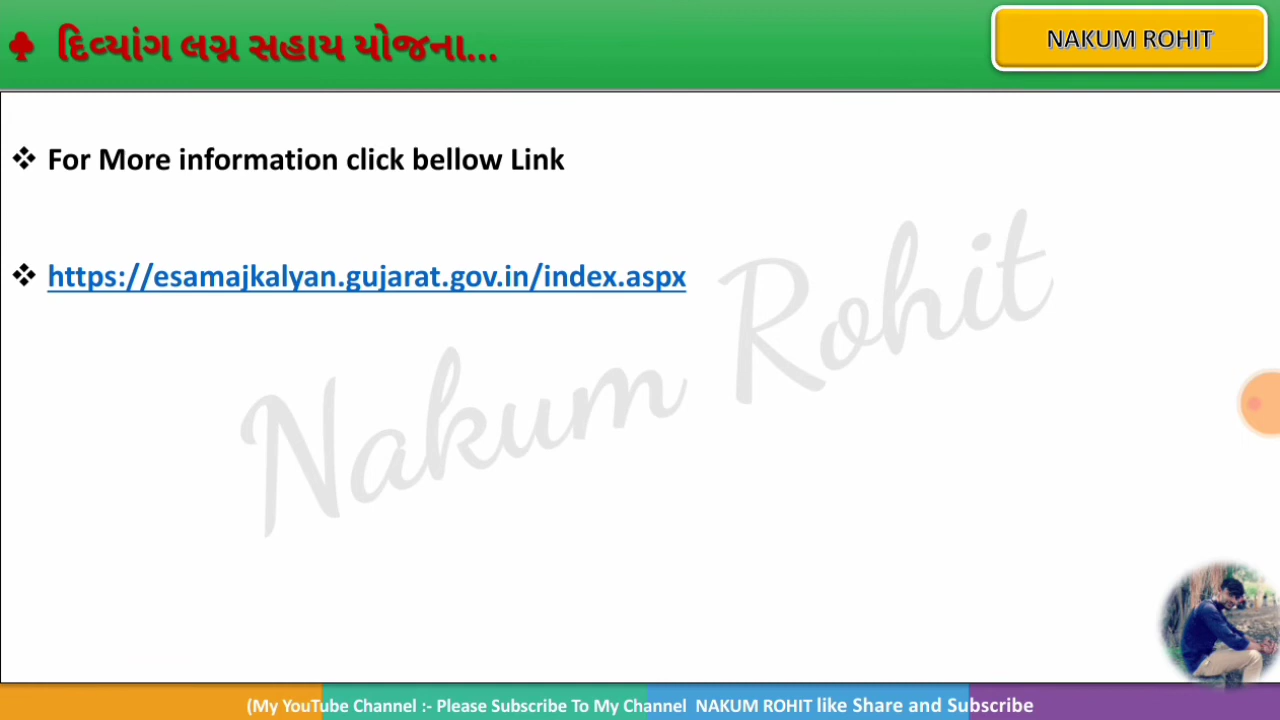 ♣ દિવ્યાંગ લગ્ન સહાય યોજના...
NAKUM ROHIT
❖ For More information click bellow Link
❖ https://esamajkalyan.gujarat.gov.in/index.aspx
Nakum Rohit
(My YouTube Channel :- Please Subscribe To My Channel NAKUM ROHIT like Share and Subscribe